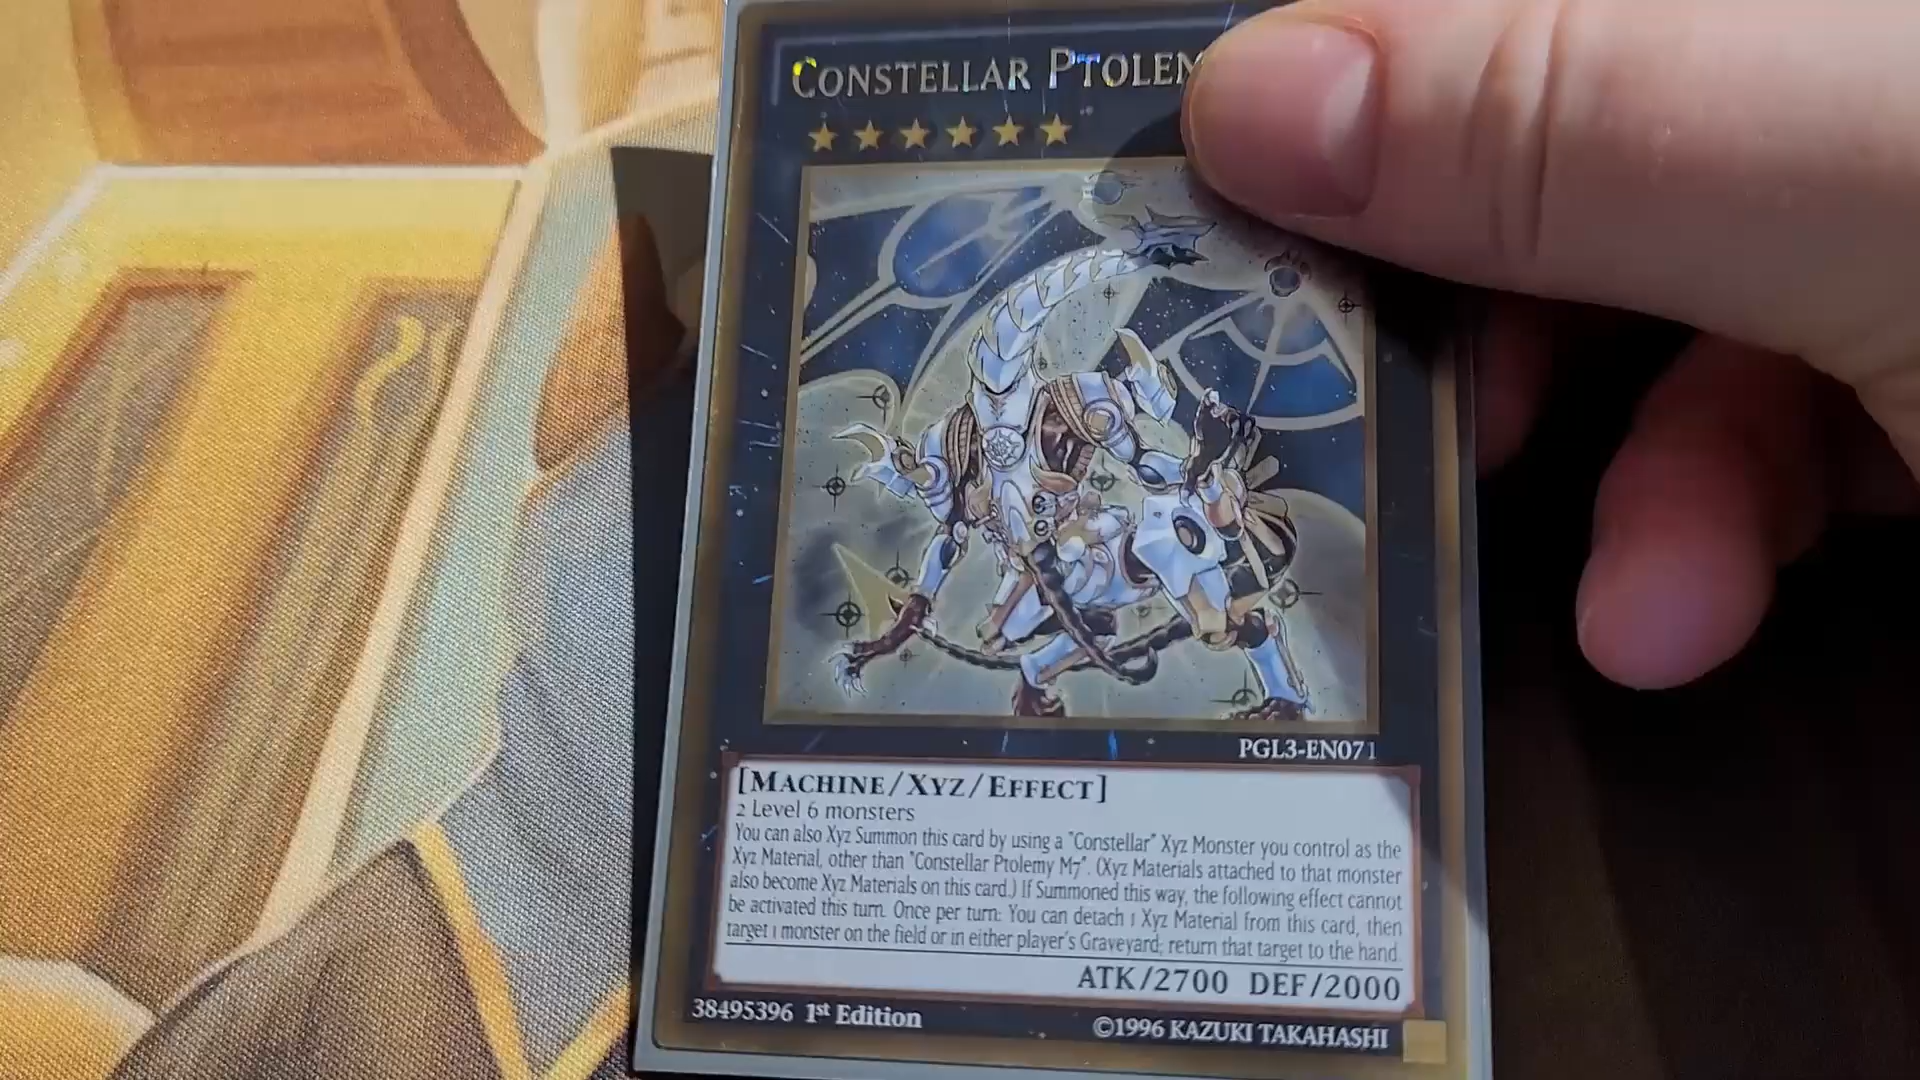 CONSTELLAR PTOLEM
PGL3-EN071
[MACHINE/XYZ/EFFECT]
2 Level 6 monsters
You can also Xyz Summon this card by using a "Constellar" Xyz Monster you control as the
Xyz Material, other than "Constellar Ptolemy M7". (Xyz Materials attached to that monster
also become Xyz Materials on this card.) If Summoned this way, the following effect cannot
be activated this turn. Once per turn: You can detach 1 Xyz Material from this card, then
target 1 monster on the field or in either player's Graveyard; return that target to the hand.
ATK/2700 DEF/2000
38495396 1st Edition
©1996 KAZUKI TAKAHASHI